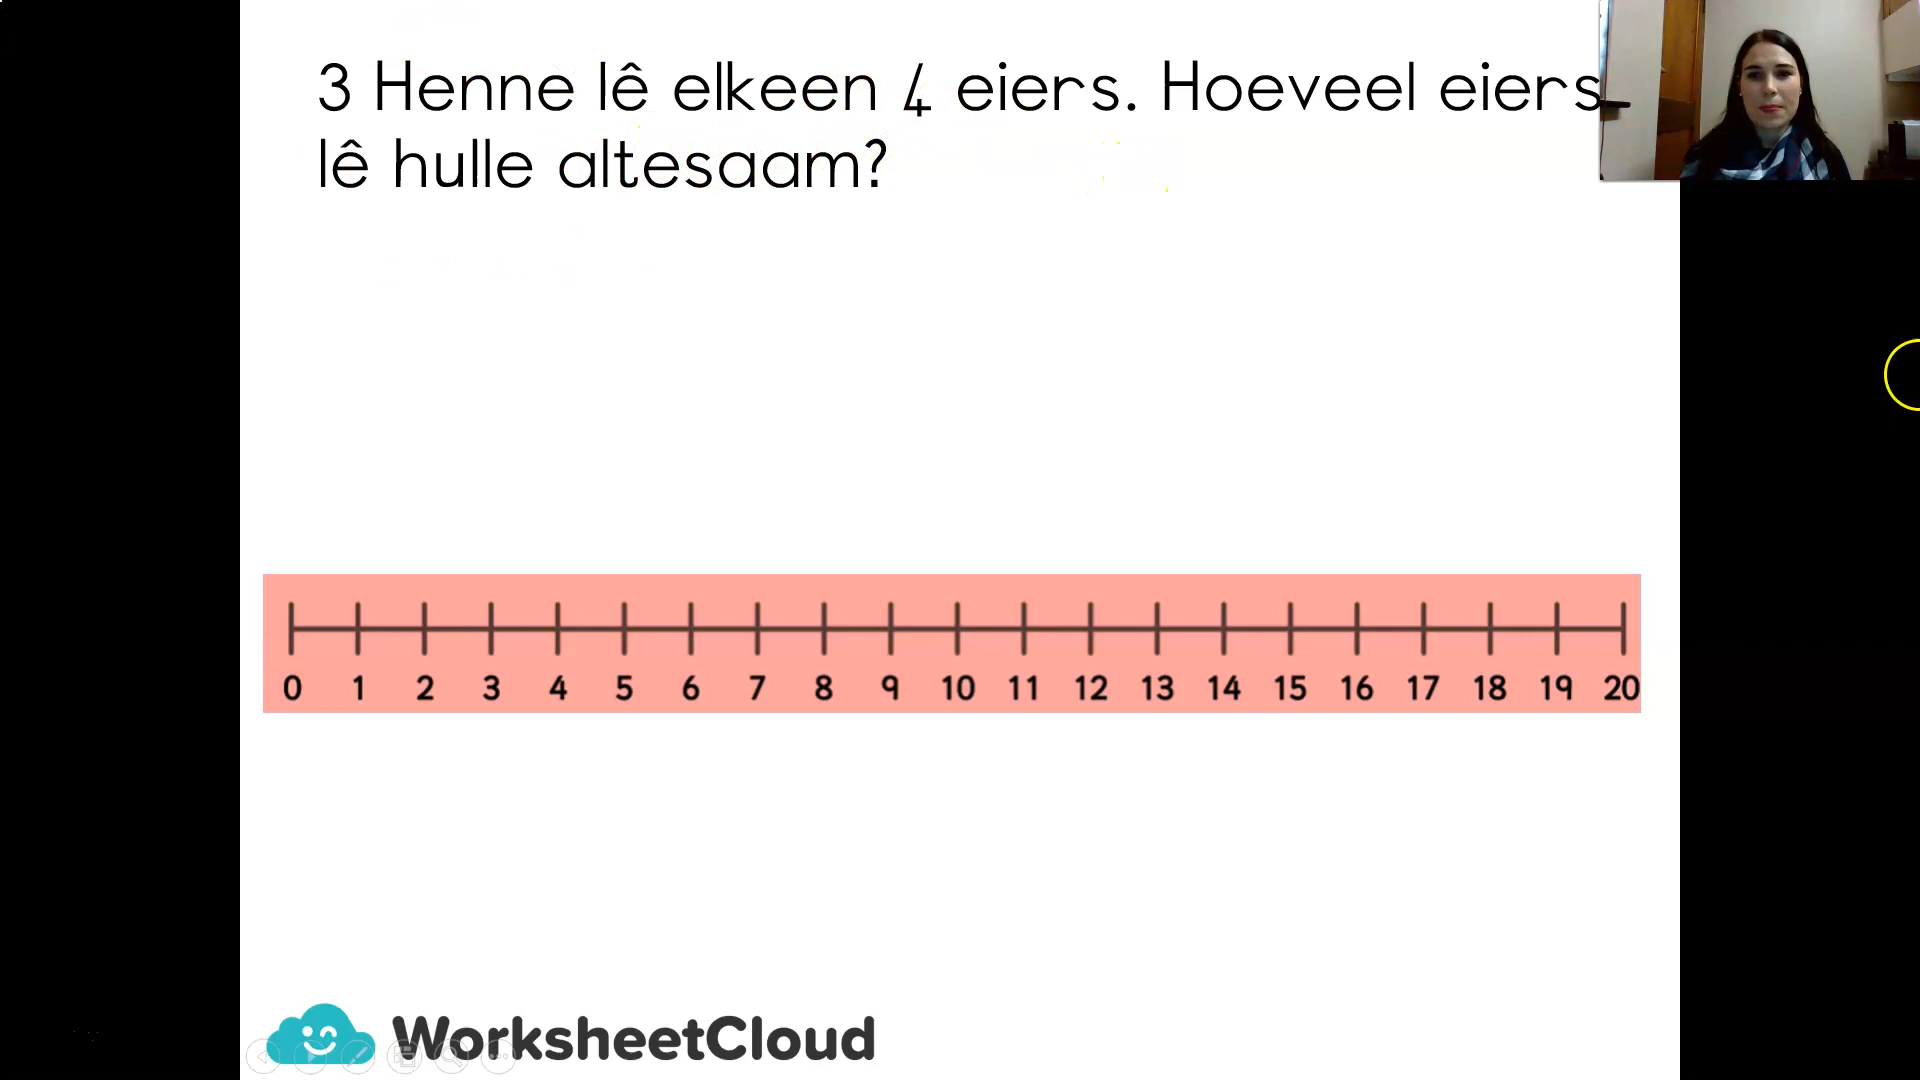 3 Henne lê elkeen 4 eiers. Hoeveel eiers
lê hulle altesaam?
0 1 2 3 4 5 6 7 8 9 10 11 12 13 14 15 16 17 18 19 20
WorksheetCloud